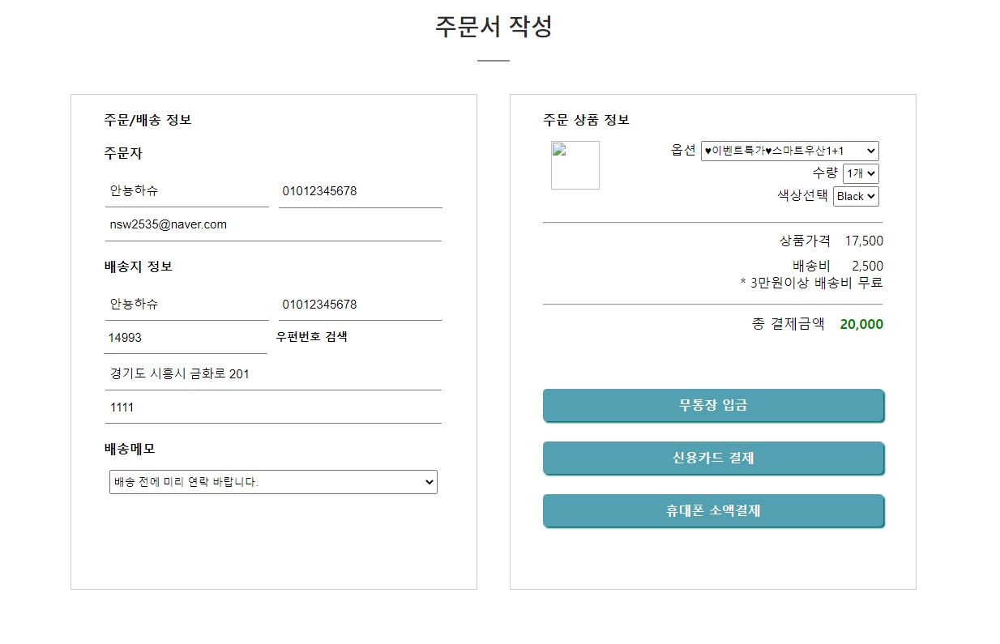 주문서 작성
주문/배송 정보
주문자
안뇽하슈 01012345678
nsw2535@naver.com
배송지 정보
안뇽하슈 01012345678
14993 우편번호 검색
경기도 시흥시 금화로 201
1111
배송메모
배송 전에 미리 연락 바랍니다.
주문 상품 정보
옵션 ♥이벤트특가♥스마트우산1+1
수량 1개
색상선택 Black
상품가격 17,500
배송비 2,500
* 3만원이상 배송비 무료
총 결제금액 20,000
무통장 입금
신용카드 결제
휴대폰 소액결제